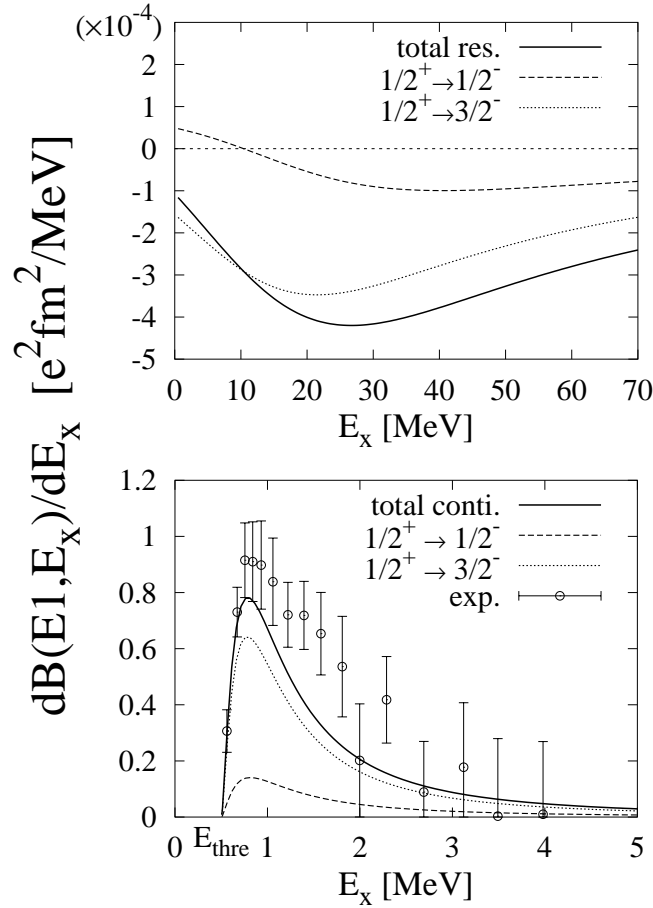 (×10⁻⁴)
2
1
0
-1
-2
-3
-4
-5
total res.
1/2⁺→1/2⁻
1/2⁺→3/2⁻
0 10 20 30 40 50 60 70
Eₓ [MeV]
dB(E1,Eₓ)/dEₓ [e²fm²/MeV]
1.2
1
0.8
0.6
0.4
0.2
0
total conti.
1/2⁺ → 1/2⁻
1/2⁺ → 3/2⁻
exp.
E_thre
0 1 2 3 4 5
Eₓ [MeV]